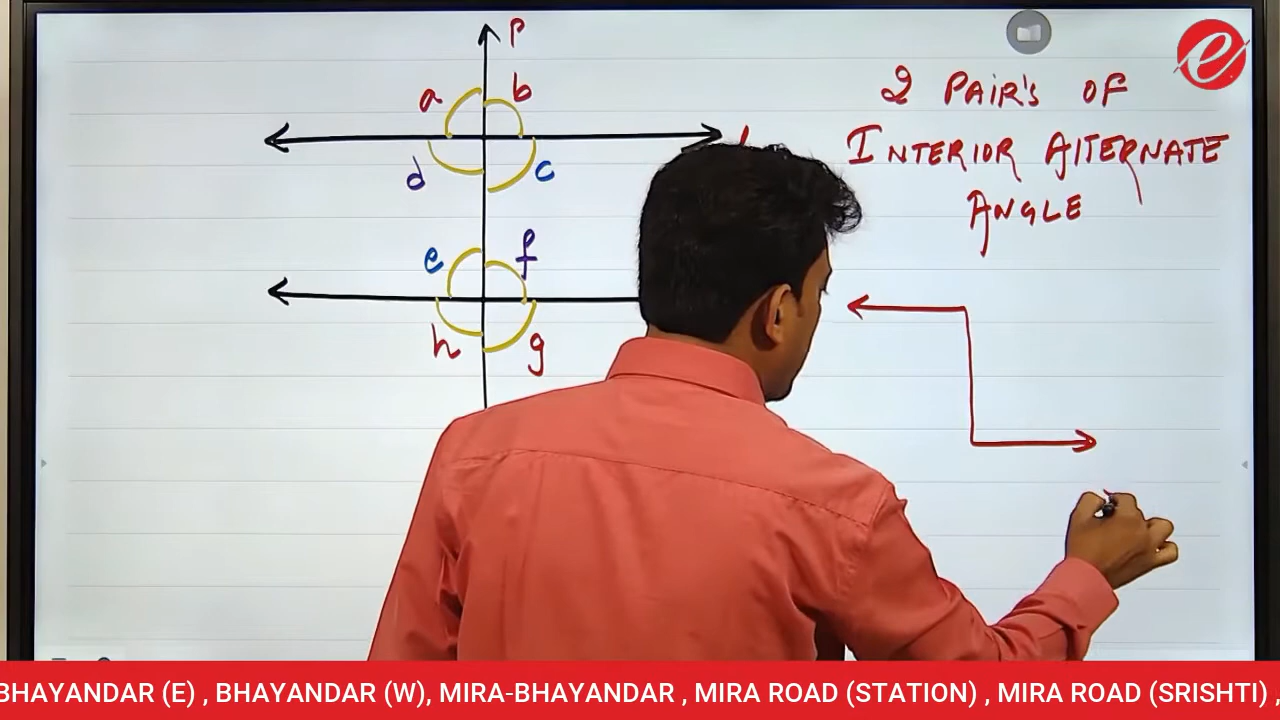 P
a b
d c
e f
h g
2 PAIR'S OF
INTERIOR ALTERNATE
ANGLE
e
BHAYANDAR (E) , BHAYANDAR (W), MIRA-BHAYANDAR , MIRA ROAD (STATION) , MIRA ROAD (SRISHTI) ,